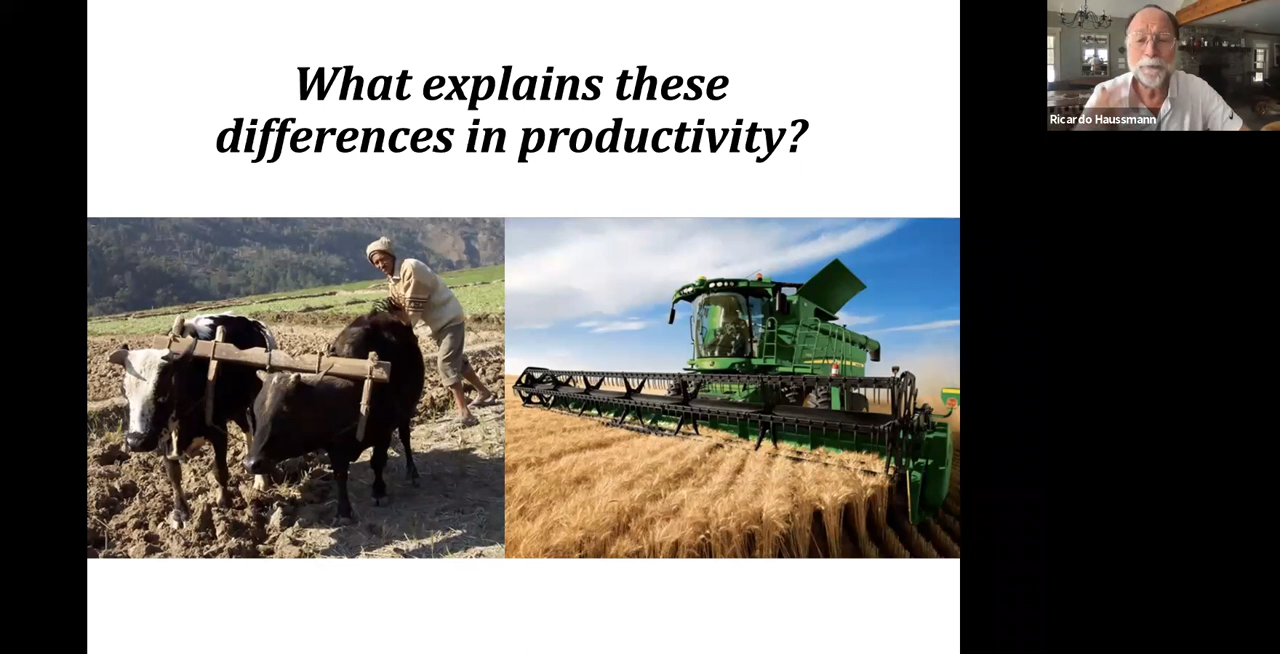 What explains these
differences in productivity?
Ricardo Haussmann